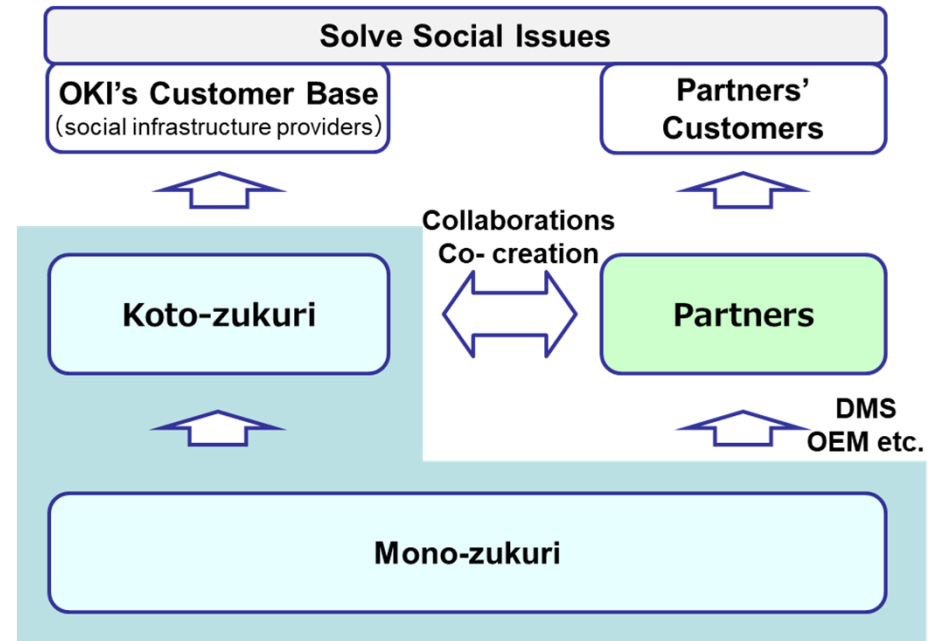 Solve Social Issues
OKI's Customer Base
（social infrastructure providers）
Partners'
Customers
Collaborations
Co- creation
Koto-zukuri
Partners
DMS
OEM etc.
Mono-zukuri